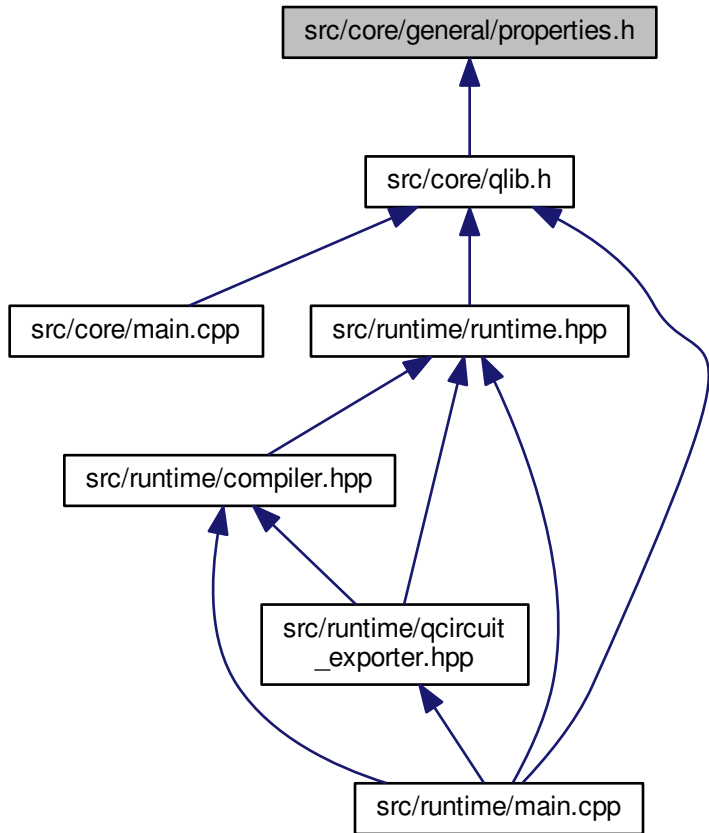 src/core/general/properties.h
src/core/qlib.h
src/core/main.cpp
src/runtime/runtime.hpp
src/runtime/compiler.hpp
src/runtime/qcircuit
_exporter.hpp
src/runtime/main.cpp